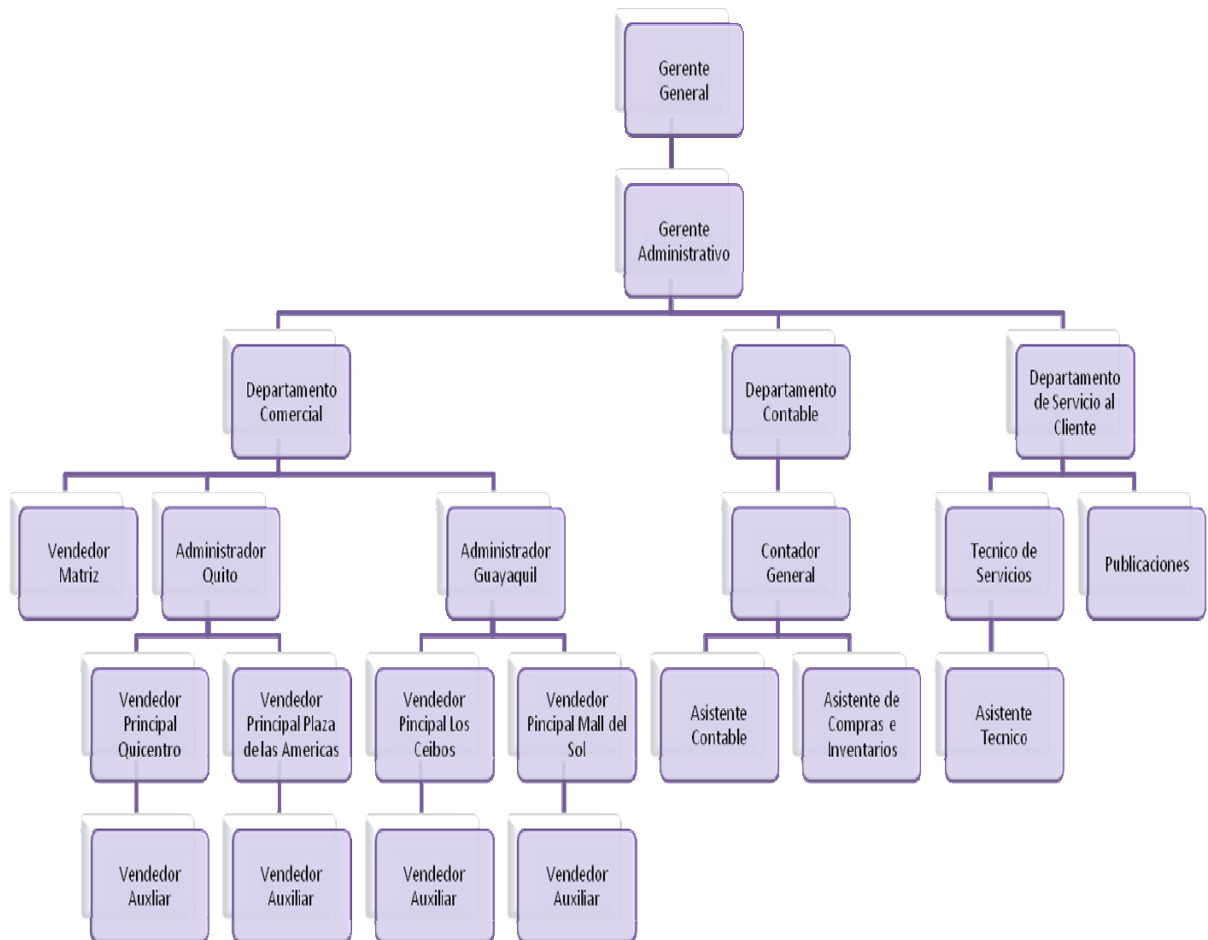 Gerente
General
Gerente
Administrativo
Departamento
Comercial
Departamento
Contable
Departamento
de Servicio al
Cliente
Vendedor
Matriz
Administrador
Quito
Administrador
Guayaquil
Contador
General
Tecnico de
Servicios
Publicaciones
Vendedor
Principal
Quicentro
Vendedor
Principal Plaza
de las Americas
Vendedor
Pincipal Los
Ceibos
Vendedor
Pincipal Mall del
Sol
Asistente
Contable
Asistente de
Compras e
Inventarios
Asistente
Tecnico
Vendedor
Auxliar
Vendedor
Auxiliar
Vendedor
Auxiliar
Vendedor
Auxiliar